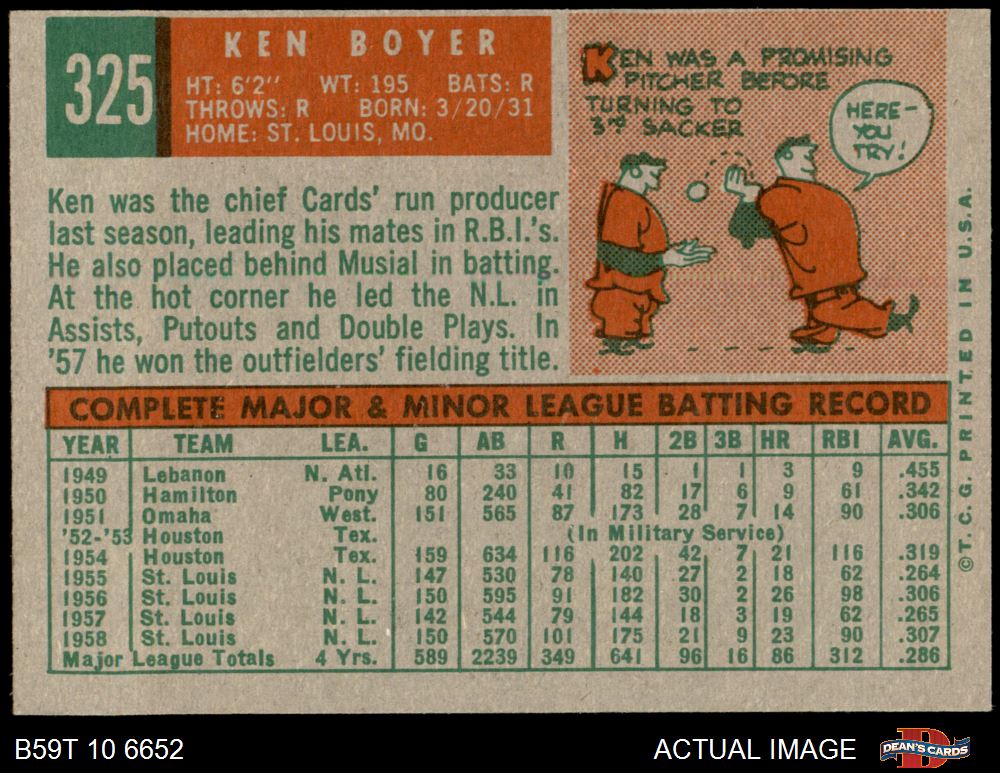 325
KEN BOYER
HT: 6'2" WT: 195 BATS: R
THROWS: R BORN: 3/20/31
HOME: ST. LOUIS, MO.
KEN WAS A PROMISING
PITCHER BEFORE
TURNING TO
3RD SACKER
HERE-
YOU
TRY!
Ken was the chief Cards' run producer
last season, leading his mates in R.B.I.'s.
He also placed behind Musial in batting.
At the hot corner he led the N.L. in
Assists, Putouts and Double Plays. In
'57 he won the outfielders' fielding title.
COMPLETE MAJOR & MINOR LEAGUE BATTING RECORD
YEAR TEAM LEA. G AB R H 2B 3B HR RBI AVG.
1949 Lebanon N. Atl. 16 33 10 15 1 1 3 9 .455
1950 Hamilton Pony 80 240 41 82 17 6 9 61 .342
1951 Omaha West. 151 565 87 173 28 7 14 90 .306
'52-'53 Houston Tex. (In Military Service)
1954 Houston Tex. 159 634 116 202 42 7 21 116 .319
1955 St. Louis N. L. 147 530 78 140 27 2 18 62 .264
1956 St. Louis N. L. 150 595 91 182 30 2 26 98 .306
1957 St. Louis N. L. 142 544 79 144 18 3 19 62 .265
1958 St. Louis N. L. 150 570 101 175 21 9 23 90 .307
Major League Totals 4 Yrs. 589 2239 349 641 96 16 86 312 .286
©T. C. G. PRINTED IN U.S.A.
B59T 10 6652
ACTUAL IMAGE
DEAN'S CARDS